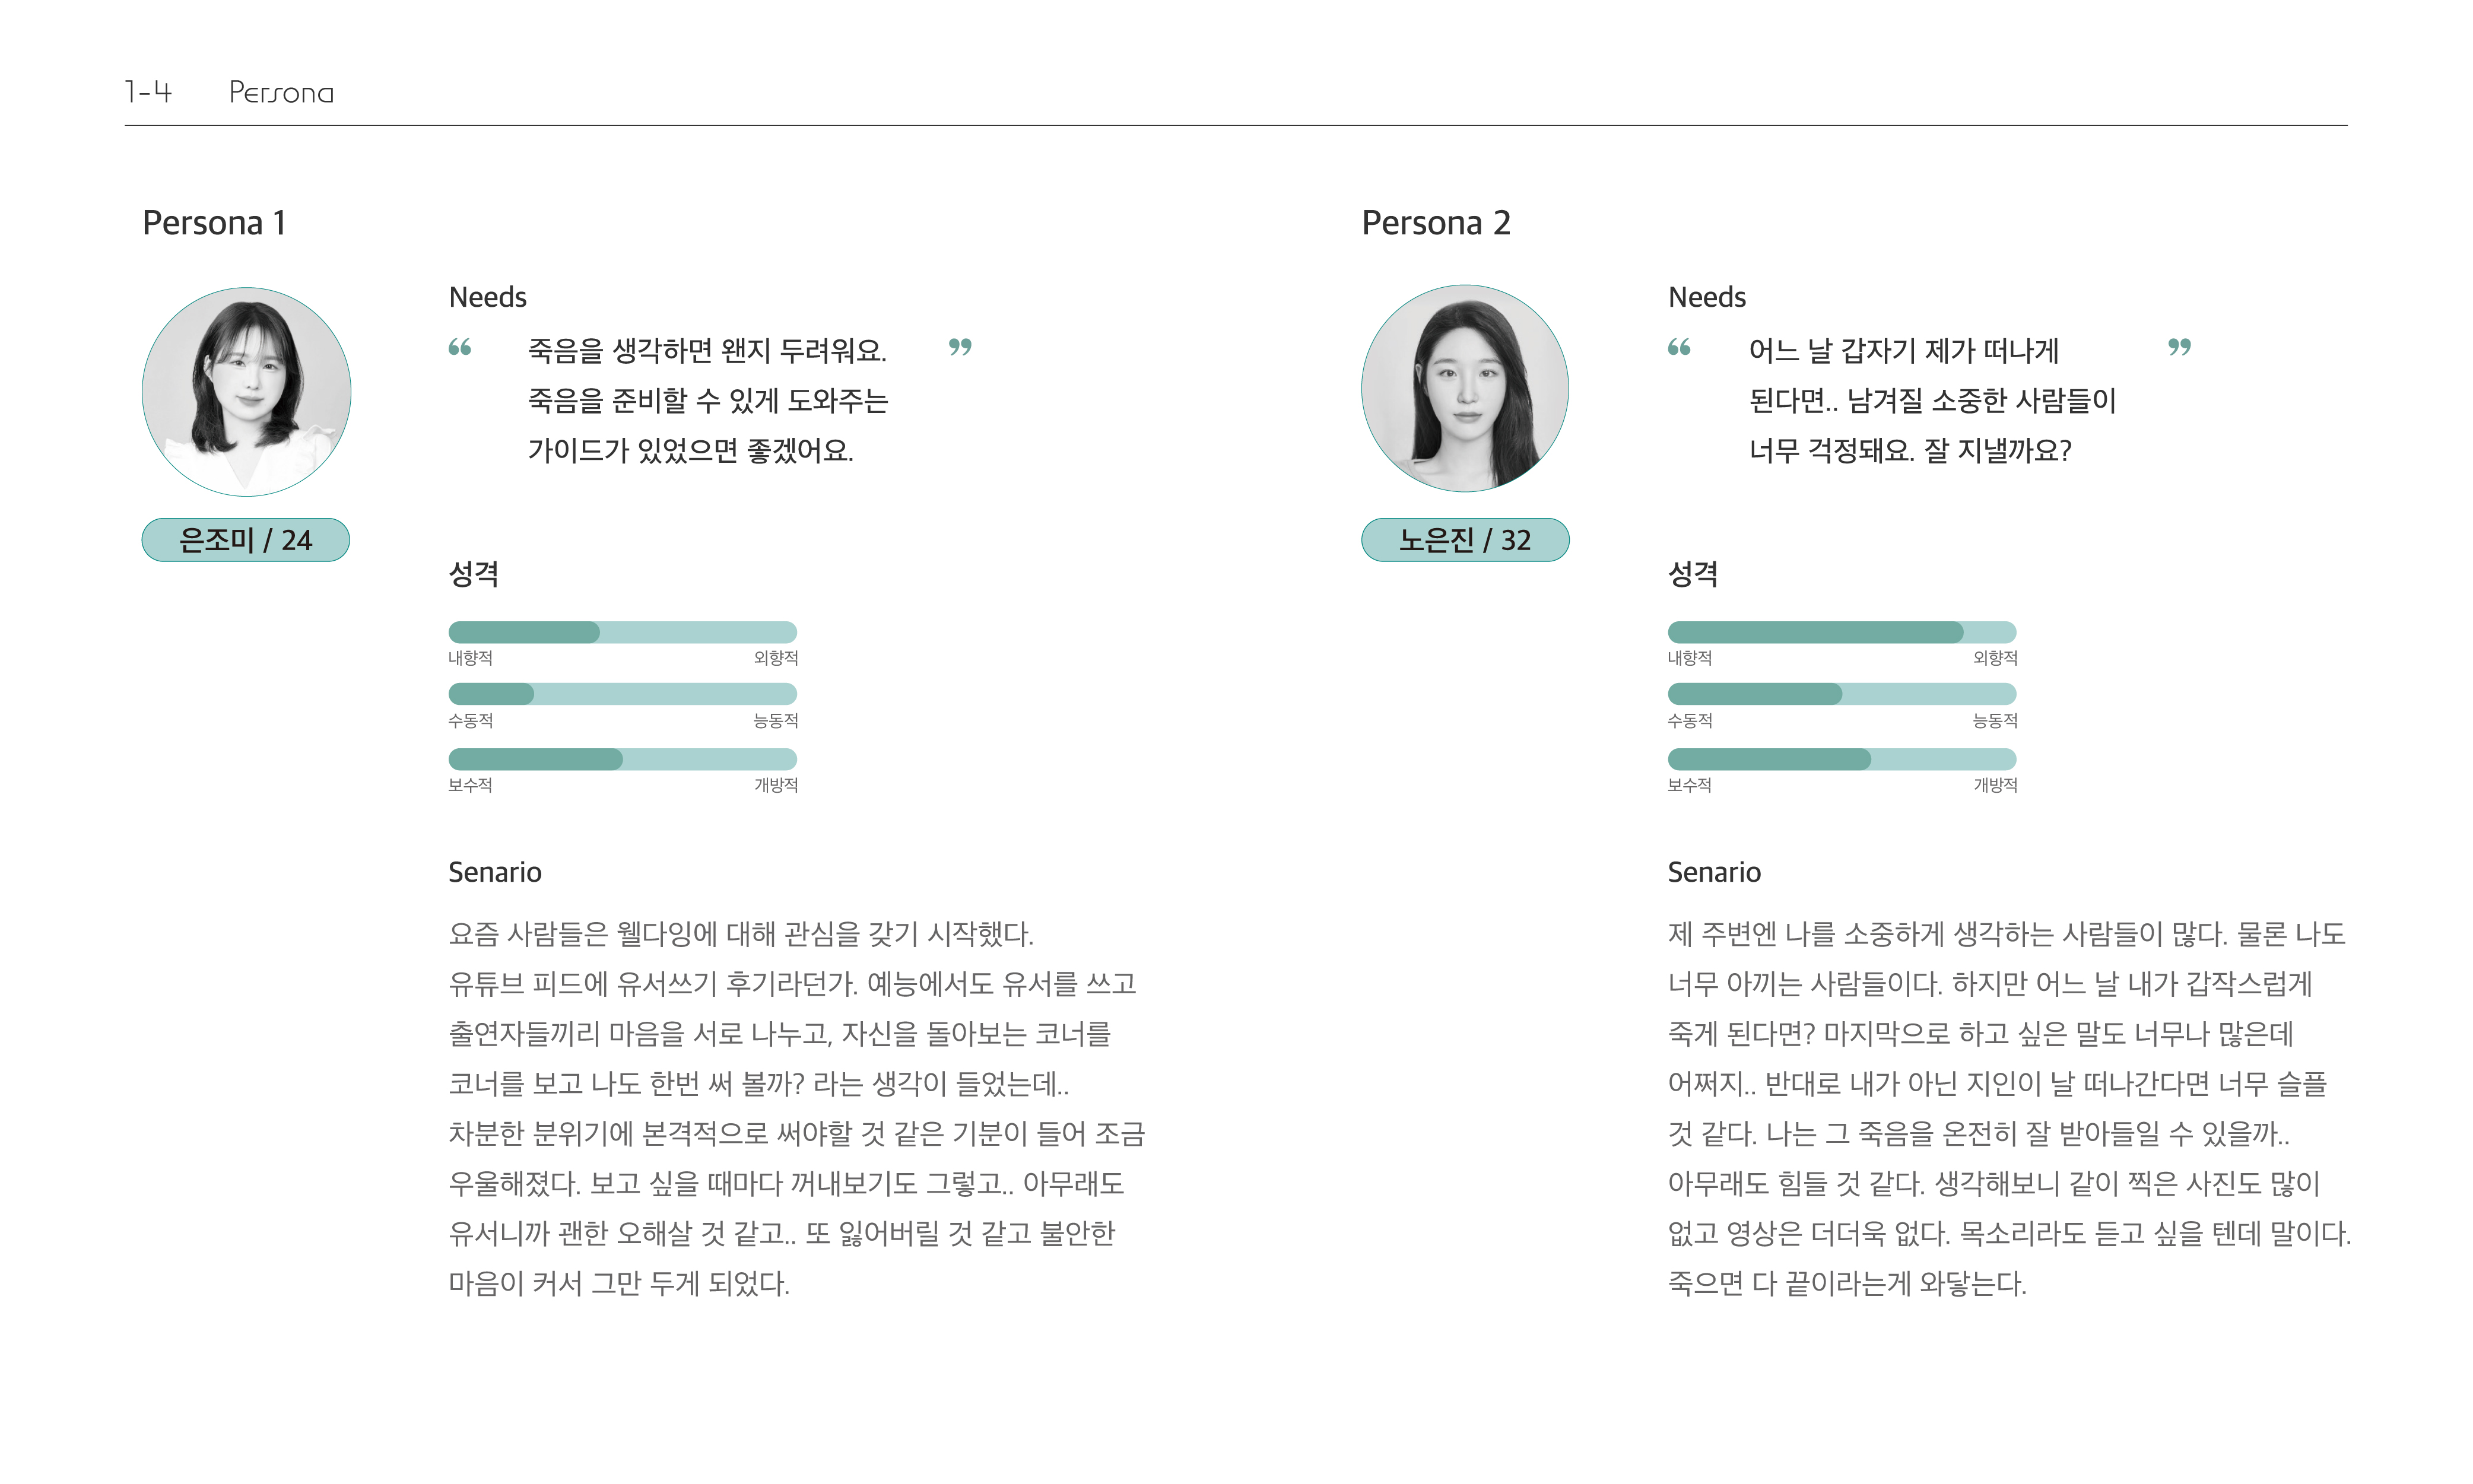 1-4 Persona
Persona 1
은조미 / 24
Needs
“ 죽음을 생각하면 왠지 두려워요. ”
죽음을 준비할 수 있게 도와주는
가이드가 있었으면 좋겠어요.
성격
내향적 외향적
수동적 능동적
보수적 개방적
Senario
요즘 사람들은 웰다잉에 대해 관심을 갖기 시작했다.
유튜브 피드에 유서쓰기 후기라던가. 예능에서도 유서를 쓰고
출연자들끼리 마음을 서로 나누고, 자신을 돌아보는 코너를
코너를 보고 나도 한번 써 볼까? 라는 생각이 들었는데..
차분한 분위기에 본격적으로 써야할 것 같은 기분이 들어 조금
우울해졌다. 보고 싶을 때마다 꺼내보기도 그렇고.. 아무래도
유서니까 괜한 오해살 것 같고.. 또 잃어버릴 것 같고 불안한
마음이 커서 그만 두게 되었다.
Persona 2
노은진 / 32
Needs
“ 어느 날 갑자기 제가 떠나게 ”
된다면.. 남겨질 소중한 사람들이
너무 걱정돼요. 잘 지낼까요?
성격
내향적 외향적
수동적 능동적
보수적 개방적
Senario
제 주변엔 나를 소중하게 생각하는 사람들이 많다. 물론 나도
너무 아끼는 사람들이다. 하지만 어느 날 내가 갑작스럽게
죽게 된다면? 마지막으로 하고 싶은 말도 너무나 많은데
어쩌지.. 반대로 내가 아닌 지인이 날 떠나간다면 너무 슬플
것 같다. 나는 그 죽음을 온전히 잘 받아들일 수 있을까..
아무래도 힘들 것 같다. 생각해보니 같이 찍은 사진도 많이
없고 영상은 더더욱 없다. 목소리라도 듣고 싶을 텐데 말이다.
죽으면 다 끝이라는게 와닿는다.